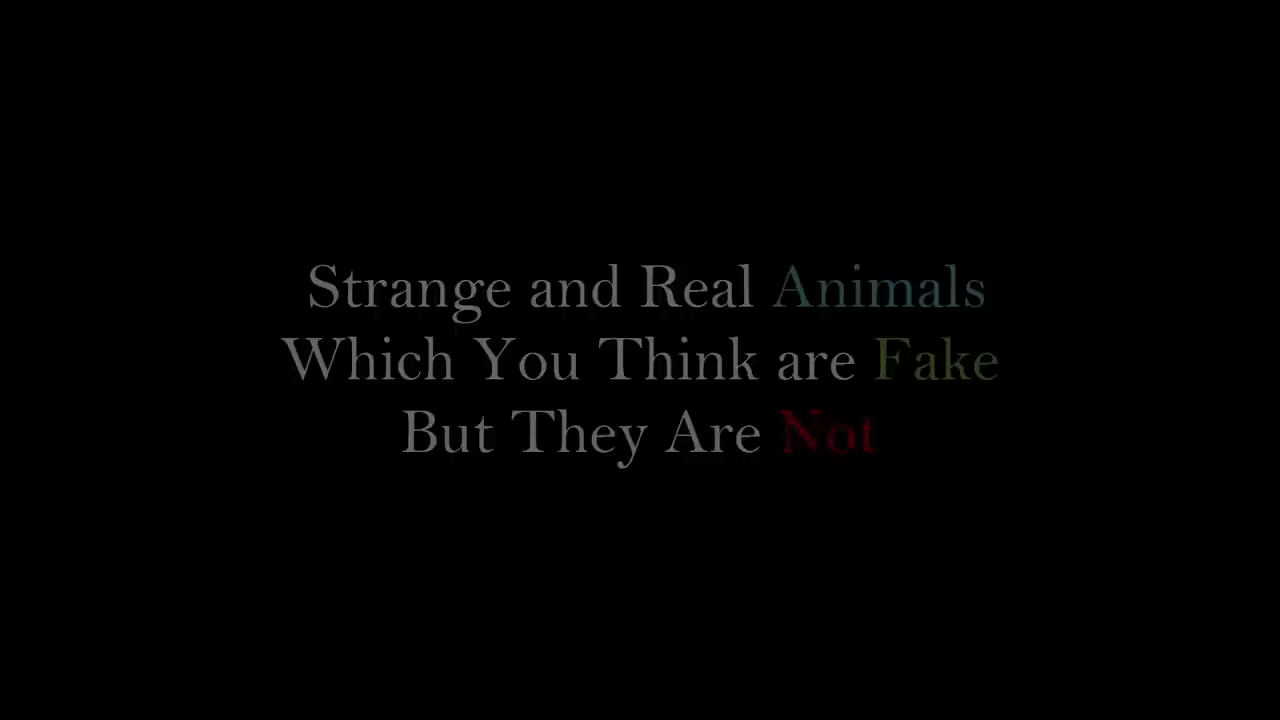 Strange and Real Animals
Which You Think are Fake
But They Are Not